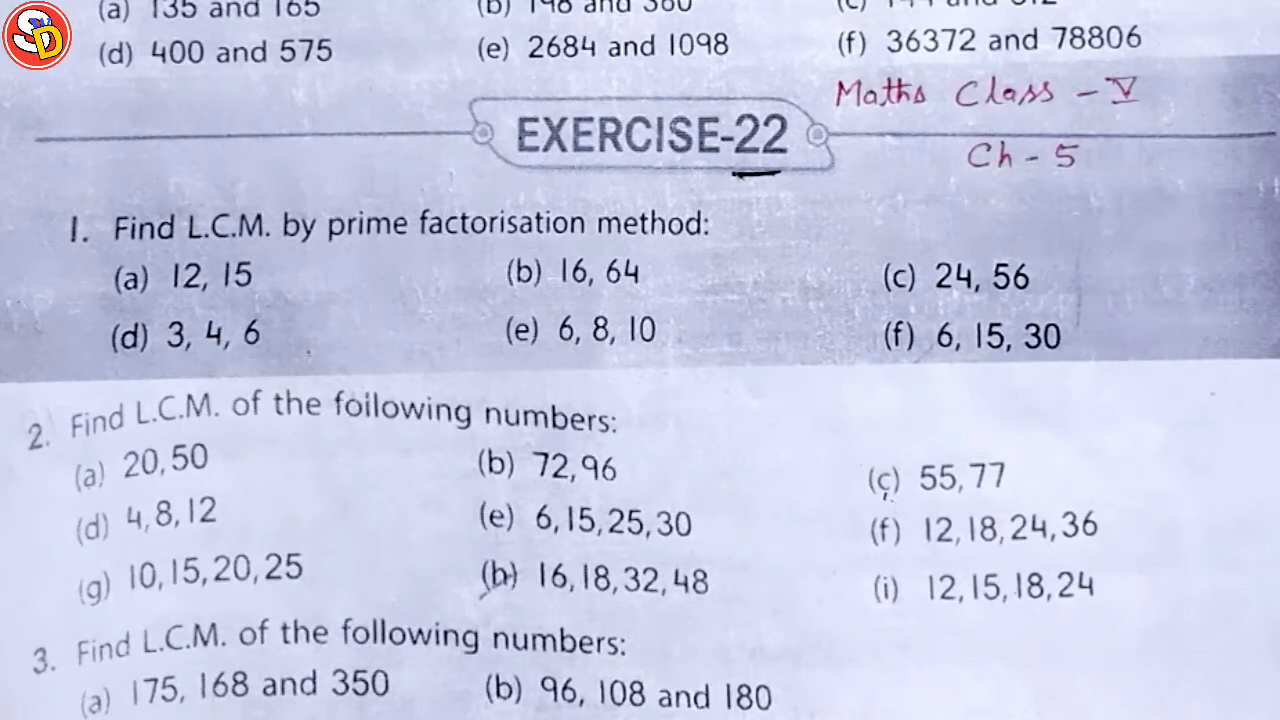 SD
(a) 135 and 165 (b) 198 and 360
(d) 400 and 575 (e) 2684 and 1098 (f) 36372 and 78806
Maths Class - V
EXERCISE-22
Ch - 5
1. Find L.C.M. by prime factorisation method:
(a) 12, 15 (b) 16, 64 (c) 24, 56
(d) 3, 4, 6 (e) 6, 8, 10 (f) 6, 15, 30
2. Find L.C.M. of the following numbers:
(a) 20, 50 (b) 72, 96 (c) 55, 77
(d) 4, 8, 12 (e) 6, 15, 25, 30 (f) 12, 18, 24, 36
(g) 10, 15, 20, 25 (h) 16, 18, 32, 48 (i) 12, 15, 18, 24
3. Find L.C.M. of the following numbers:
(a) 175, 168 and 350 (b) 96, 108 and 180